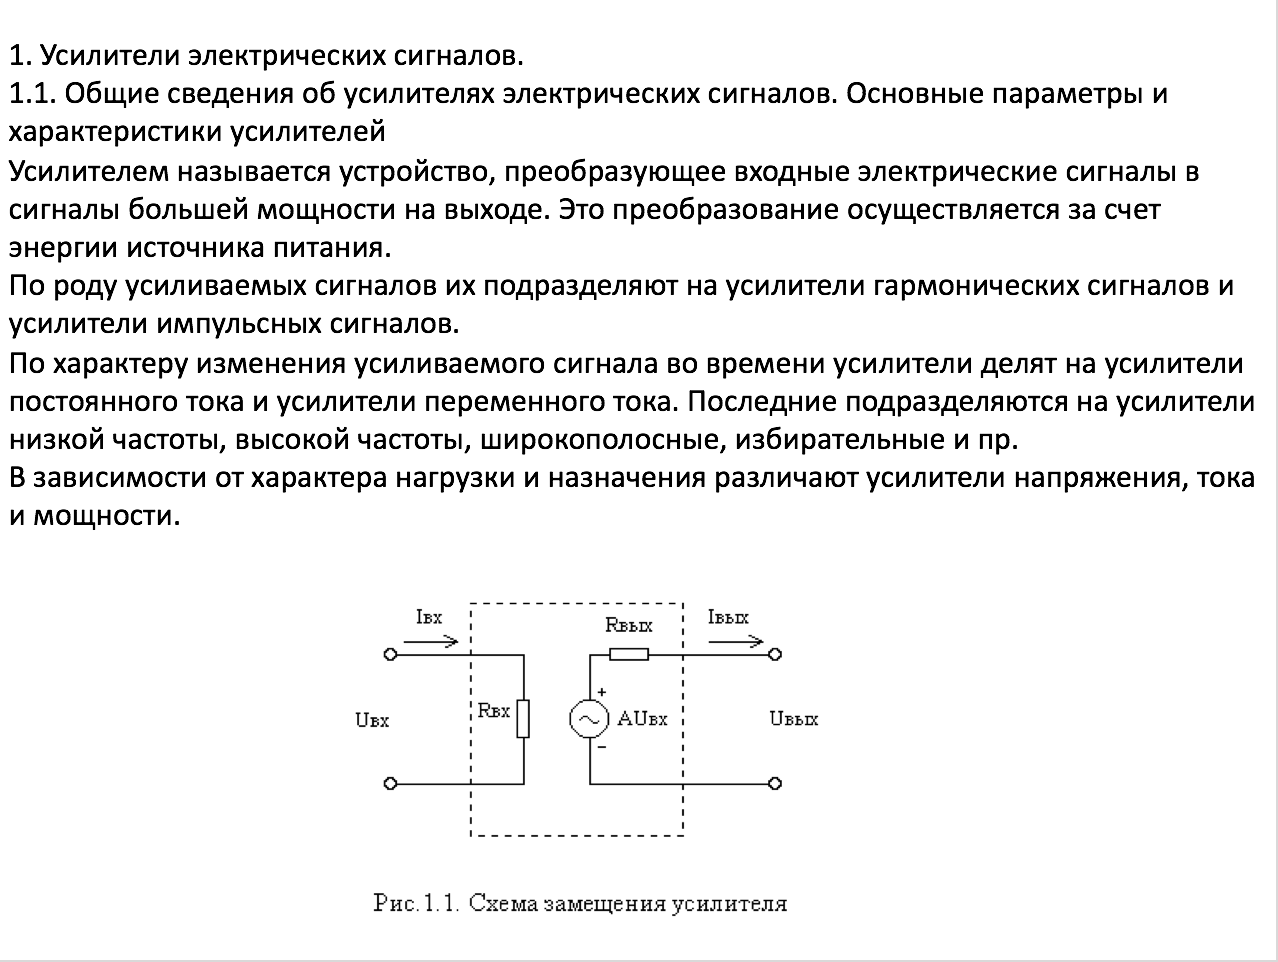 1. Усилители электрических сигналов.
1.1. Общие сведения об усилителях электрических сигналов. Основные параметры и
характеристики усилителей
Усилителем называется устройство, преобразующее входные электрические сигналы в
сигналы большей мощности на выходе. Это преобразование осуществляется за счет
энергии источника питания.
По роду усиливаемых сигналов их подразделяют на усилители гармонических сигналов и
усилители импульсных сигналов.
По характеру изменения усиливаемого сигнала во времени усилители делят на усилители
постоянного тока и усилители переменного тока. Последние подразделяются на усилители
низкой частоты, высокой частоты, широкополосные, избирательные и пр.
В зависимости от характера нагрузки и назначения различают усилители напряжения, тока
и мощности.
Iвх
Rвых
Iвых
+
Uвх
Rвх
AUвх
Uвых
–
Рис.1.1. Схема замещения усилителя